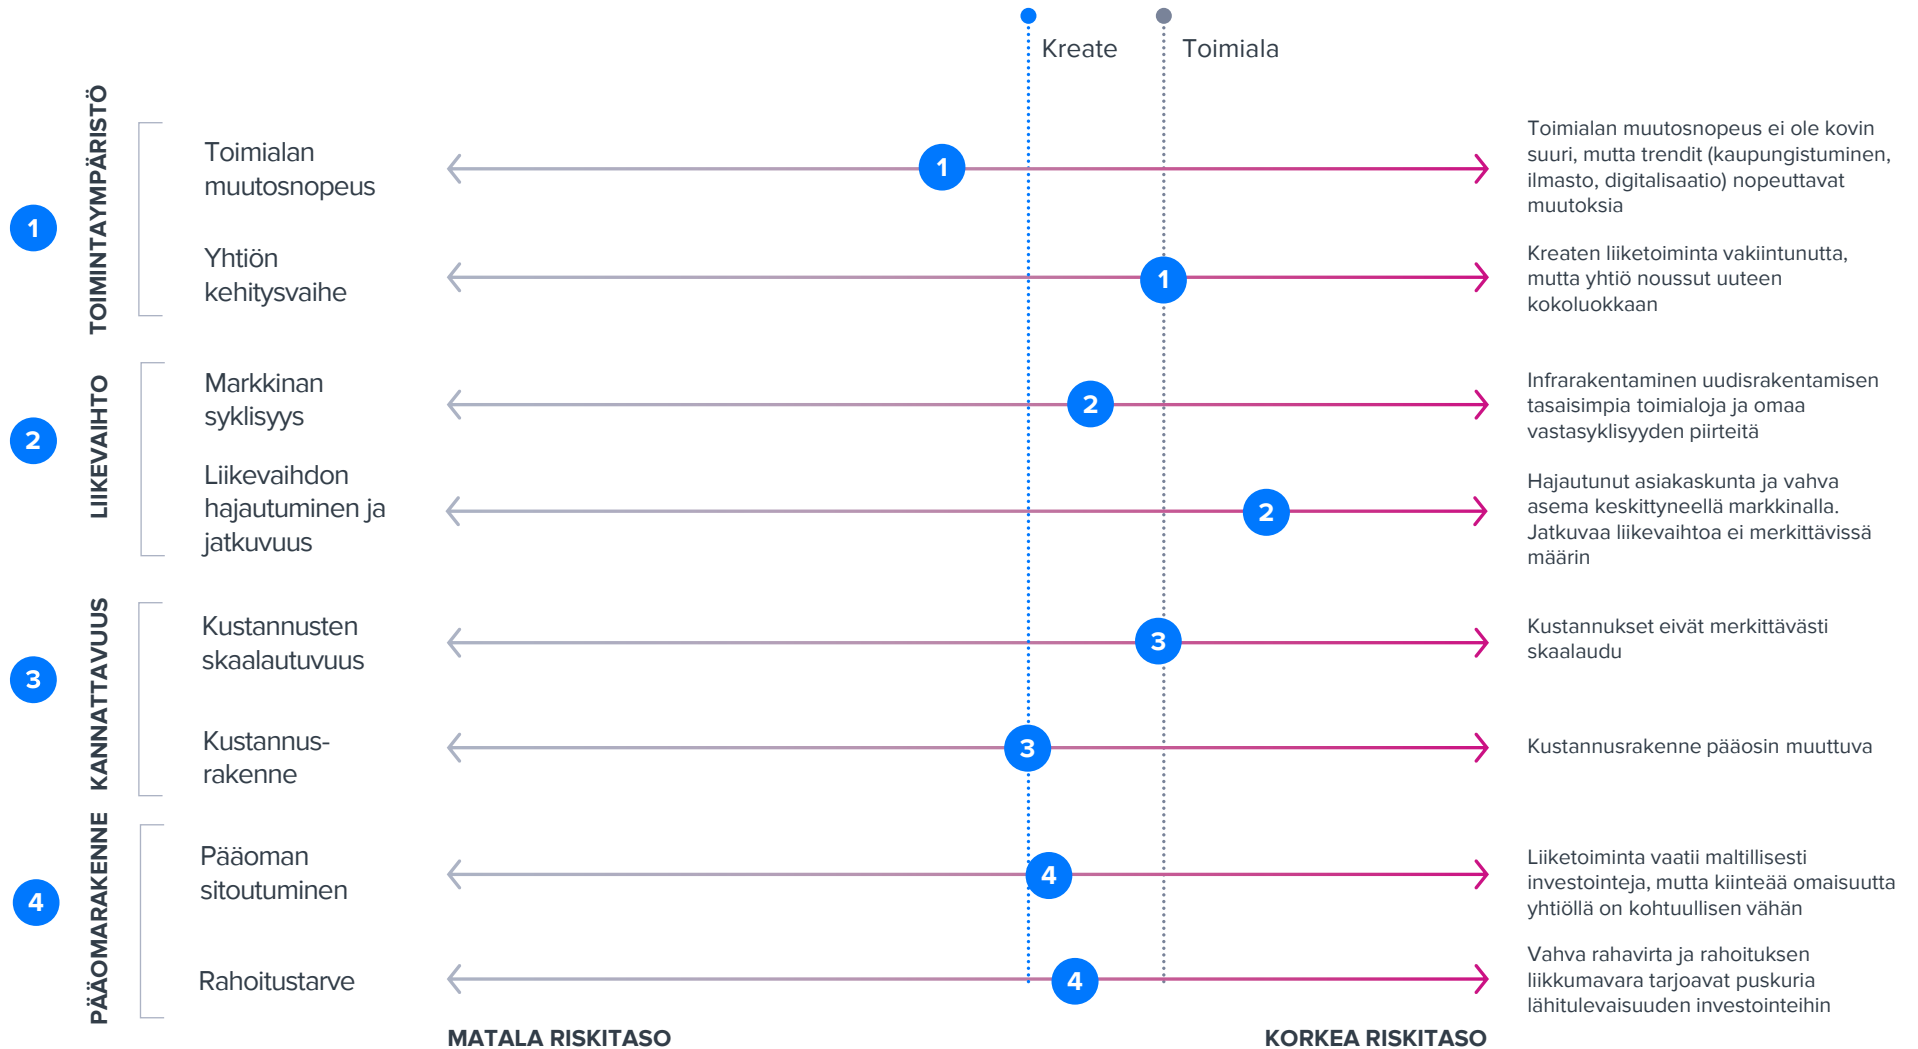 Kreate
Toimiala
1
TOIMINTAYMPÄRISTÖ
Toimialan
muutosnopeus
1
Toimialan muutosnopeus ei ole kovin
suuri, mutta trendit (kaupungistuminen,
ilmasto, digitalisaatio) nopeuttavat
muutoksia
Yhtiön
kehitysvaihe
1
Kreaten liiketoiminta vakiintunutta,
mutta yhtiö noussut uuteen
kokoluokkaan
2
LIIKEVAIHTO
Markkinan
syklisyys
2
Infrarakentaminen uudisrakentamisen
tasaisimpia toimialoja ja omaa
vastasyklisyyden piirteitä
Liikevaihdon
hajautuminen ja
jatkuvuus
2
Hajautunut asiakaskunta ja vahva
asema keskittyneellä markkinalla.
Jatkuvaa liikevaihtoa ei merkittävissä
määrin
3
KANNATTAVUUS
Kustannusten
skaalautuvuus
3
Kustannukset eivät merkittävästi
skaalaudu
Kustannus-
rakenne
3
Kustannusrakenne pääosin muuttuva
4
PÄÄOMARAKENNE
Pääoman
sitoutuminen
4
Liiketoiminta vaatii maltillisesti
investointeja, mutta kiinteää omaisuutta
yhtiöllä on kohtuullisen vähän
Rahoitustarve
4
Vahva rahavirta ja rahoituksen
liikkumavara tarjoavat puskuria
lähitulevaisuuden investointeihin
MATALA RISKITASO
KORKEA RISKITASO